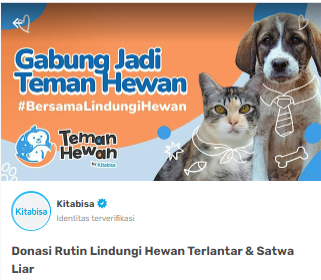 Gabung Jadi
Teman Hewan
#BersamaLindungiHewan
Teman
Hewan
by Kitabisa
Kitabisa
Kitabisa
Identitas terverifikasi
Donasi Rutin Lindungi Hewan Terlantar & Satwa
Liar